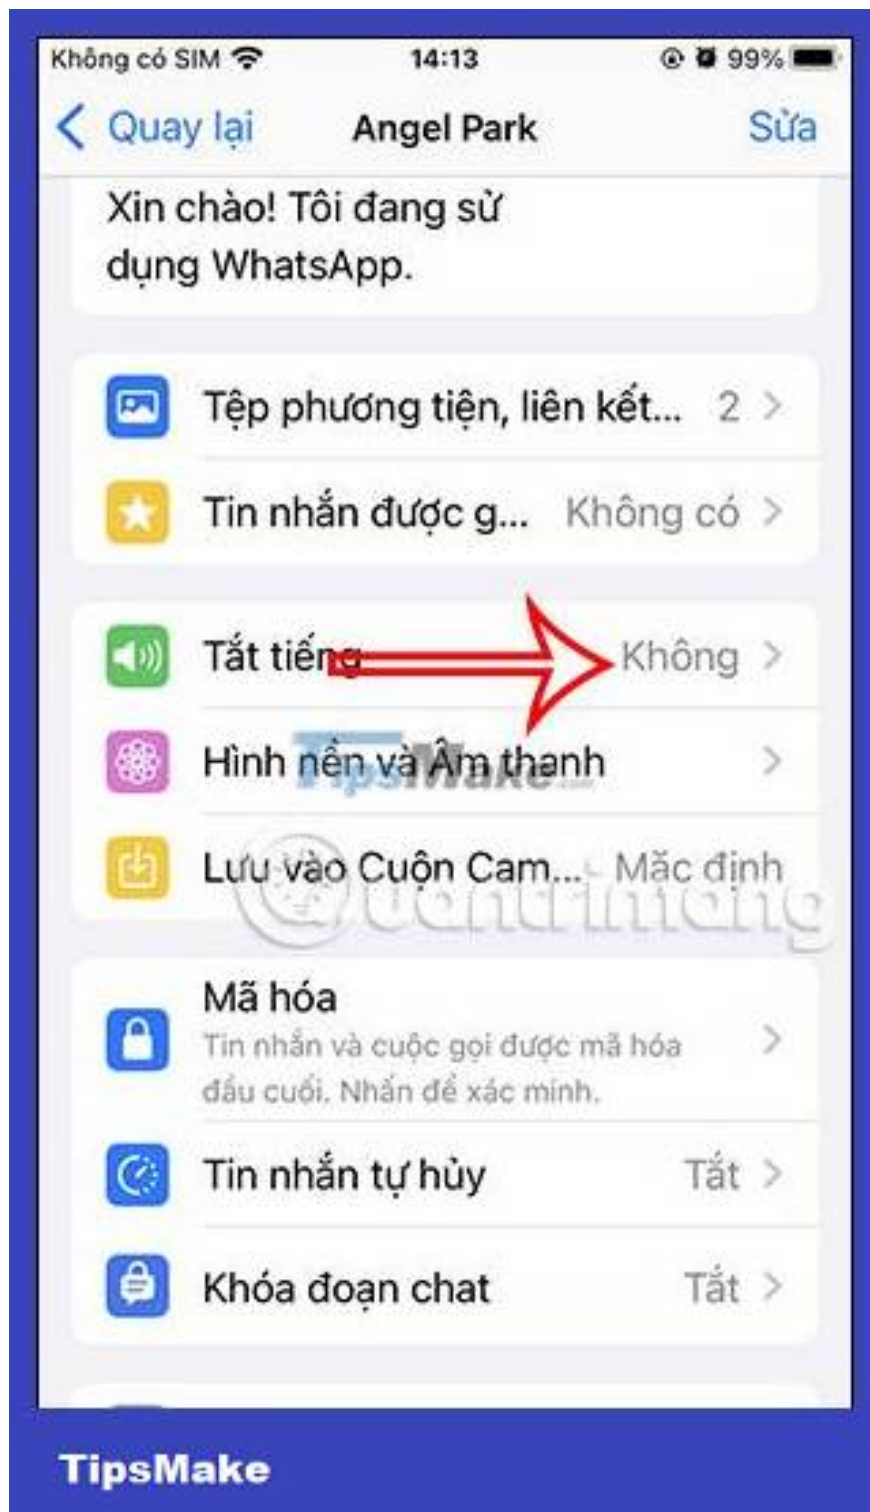 Không có SIM 14:13 99%
Quay lại Angel Park Sửa
Xin chào! Tôi đang sử
dụng WhatsApp.
Tệp phương tiện, liên kết... 2
Tin nhắn được g... Không có
Tắt tiếng Không
Hình nền và Âm thanh
TipsMake.com
Lưu vào Cuộn Cam... Mặc định
Quantrimang
Mã hóa
Tin nhắn và cuộc gọi được mã hóa
đầu cuối. Nhấn để xác minh.
Tin nhắn tự hủy Tắt
Khóa đoạn chat Tắt
TipsMake